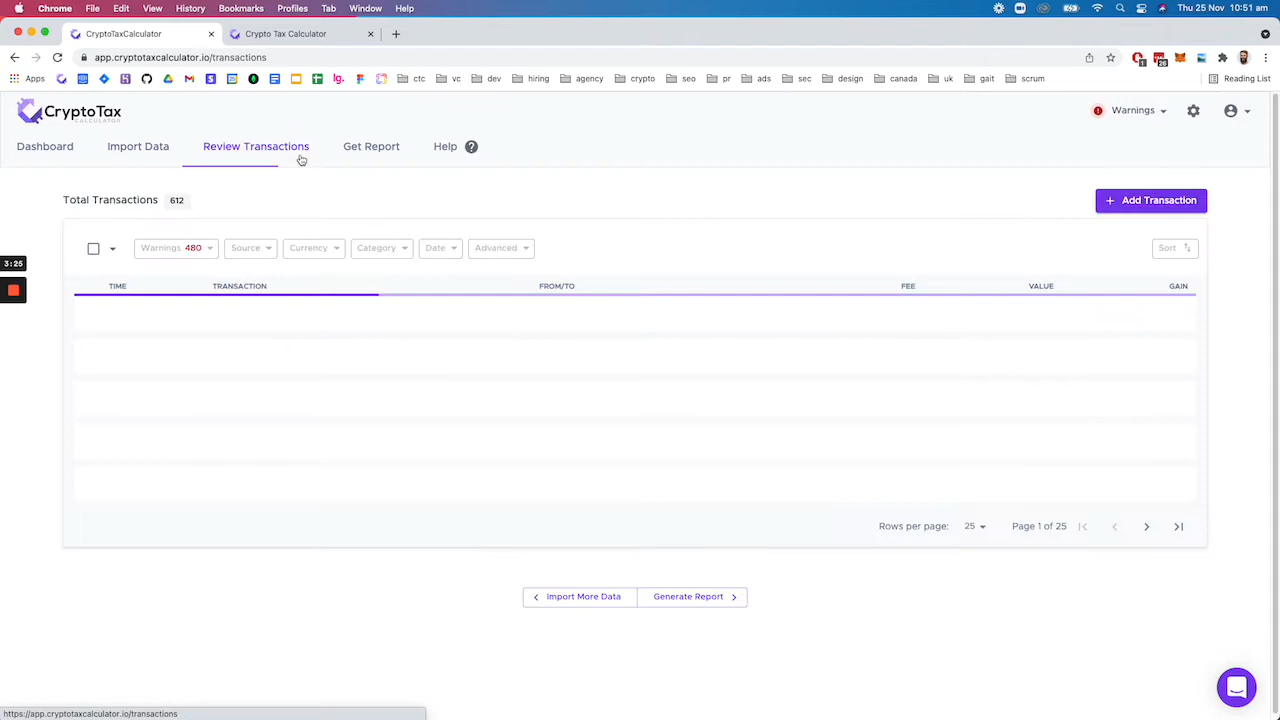 Chrome File Edit View History Bookmarks Profiles Tab Window Help Thu 25 Nov 10:51 am
CryptoTaxCalculator Crypto Tax Calculator
app.cryptotaxcalculator.io/transactions
Apps lg. ctc vc dev hiring agency crypto seo pr ads sec design canada uk gait scrum Reading List
CryptoTax
CALCULATOR
Warnings
Dashboard Import Data Review Transactions Get Report Help ?
Total Transactions 612
+ Add Transaction
Warnings 480 Source Currency Category Date Advanced Sort
3:25
TIME TRANSACTION FROM/TO FEE VALUE GAIN
Rows per page: 25 Page 1 of 25
Import More Data Generate Report
https://app.cryptotaxcalculator.io/transactions